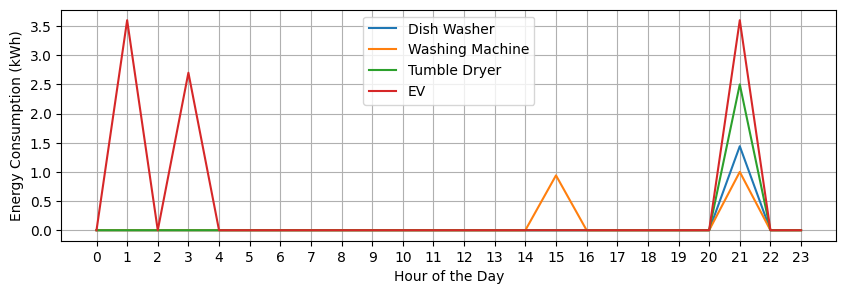 Energy Consumption (kWh)
3.5
3.0
2.5
2.0
1.5
1.0
0.5
0.0
Dish Washer
Washing Machine
Tumble Dryer
EV
0 1 2 3 4 5 6 7 8 9 10 11 12 13 14 15 16 17 18 19 20 21 22 23
Hour of the Day